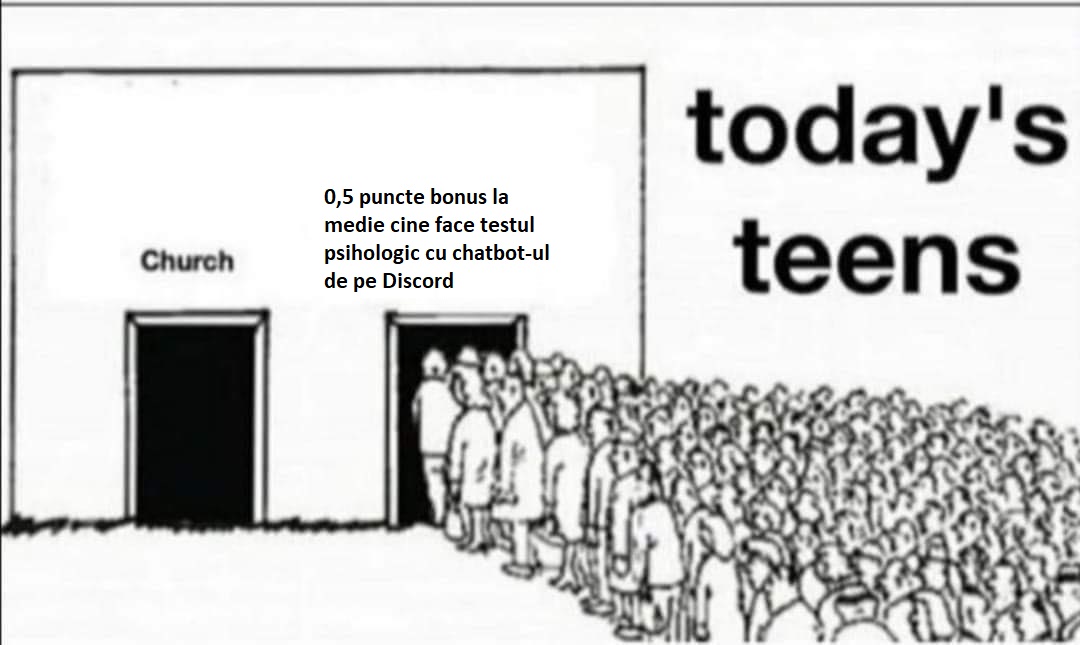 today's
teens
Church
0,5 puncte bonus la
medie cine face testul
psihologic cu chatbot-ul
de pe Discord